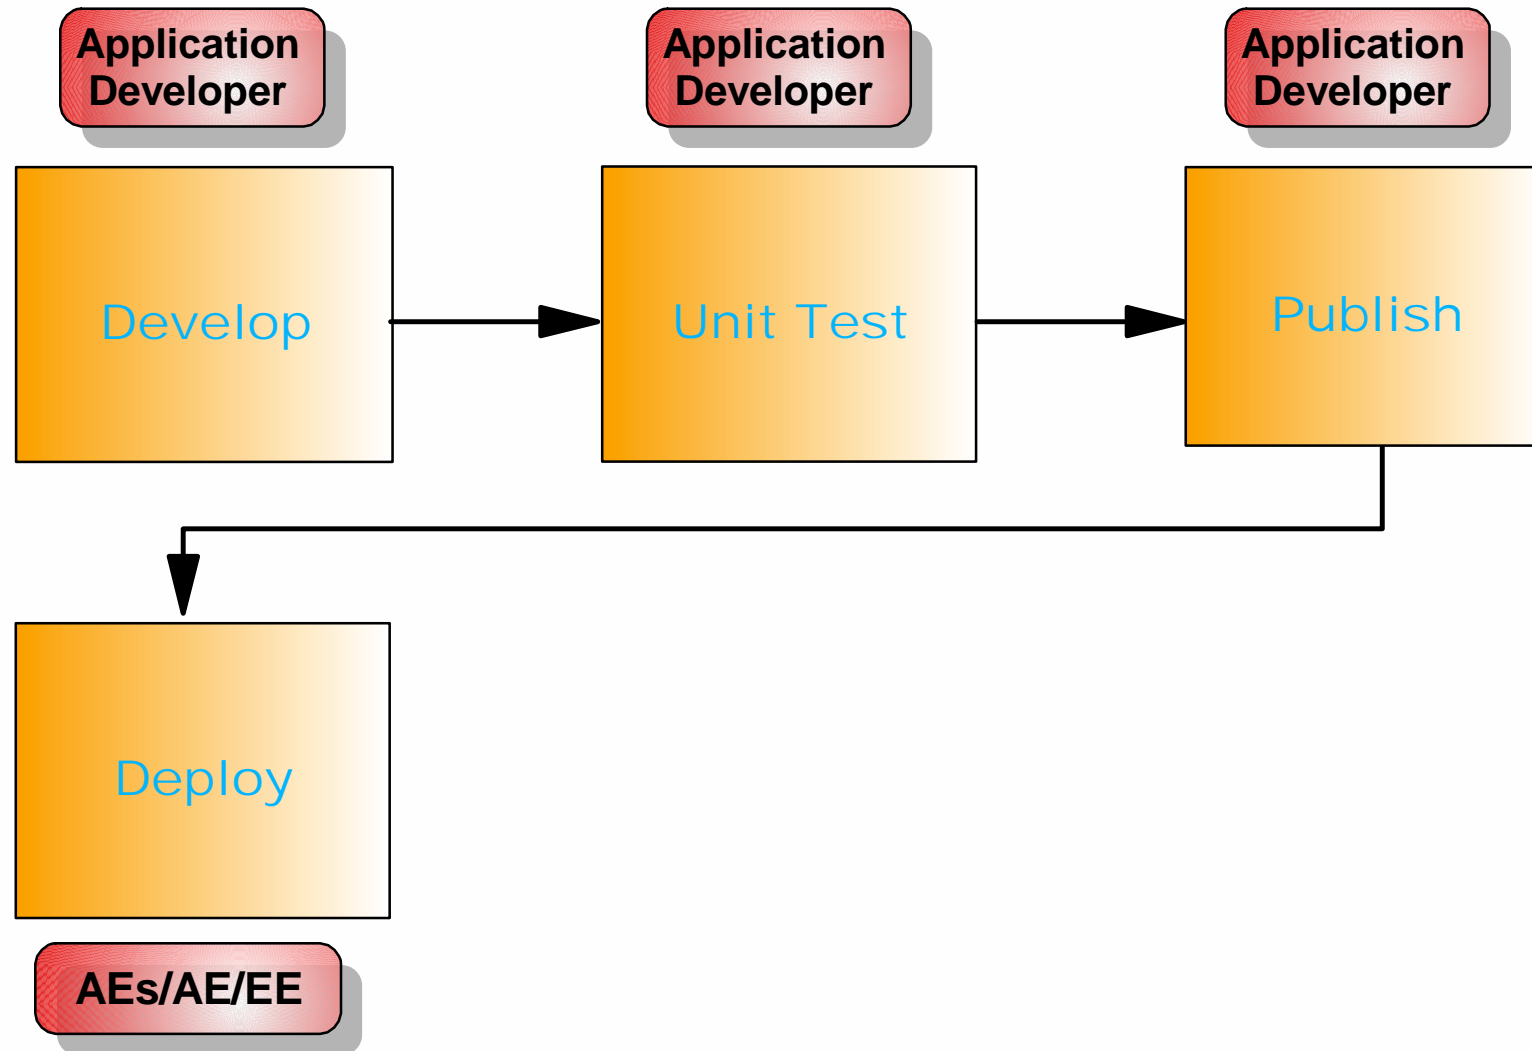 Application
Developer
Application
Developer
Application
Developer
Develop
Unit Test
Publish
Deploy
AEs/AE/EE